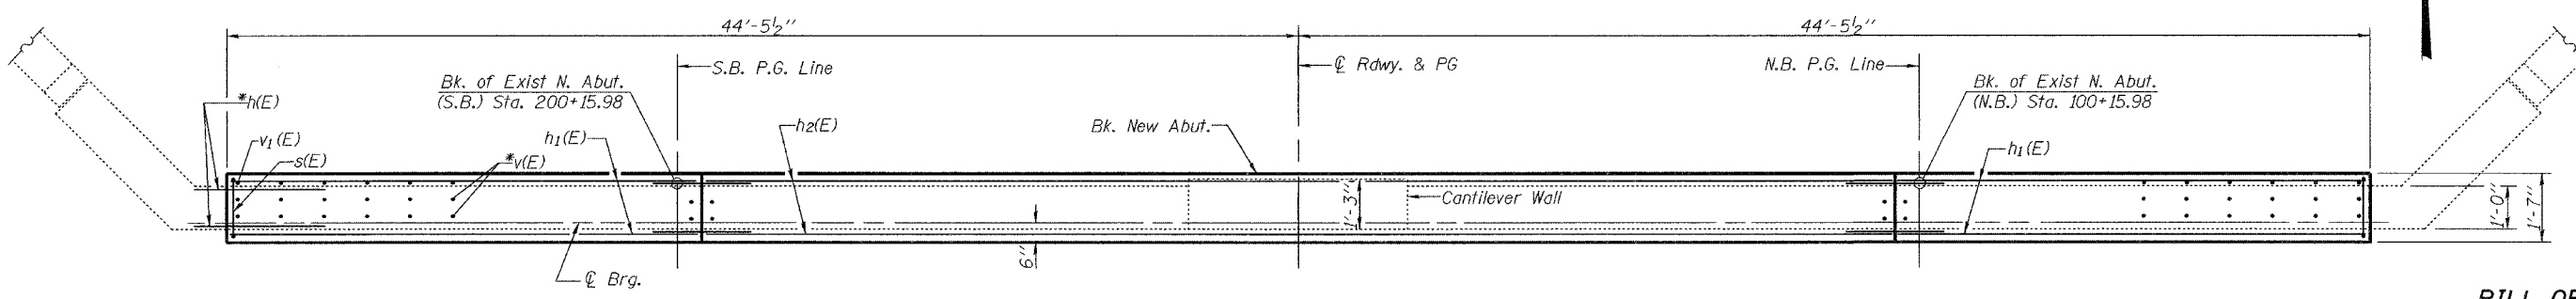 44'-5½"
44'-5½"
S.B. P.G. Line
℄ Rdwy. & PG
N.B. P.G. Line
Bk. of Exist N. Abut.
(S.B.) Sta. 200+15.98
Bk. of Exist N. Abut.
(N.B.) Sta. 100+15.98
*h(E)
v1(E)
s(E)
h1(E)
*v(E)
h2(E)
Bk. New Abut.
h1(E)
Cantilever Wall
1'-3"
1'-0"
1'-7"
6"
℄ Brg.